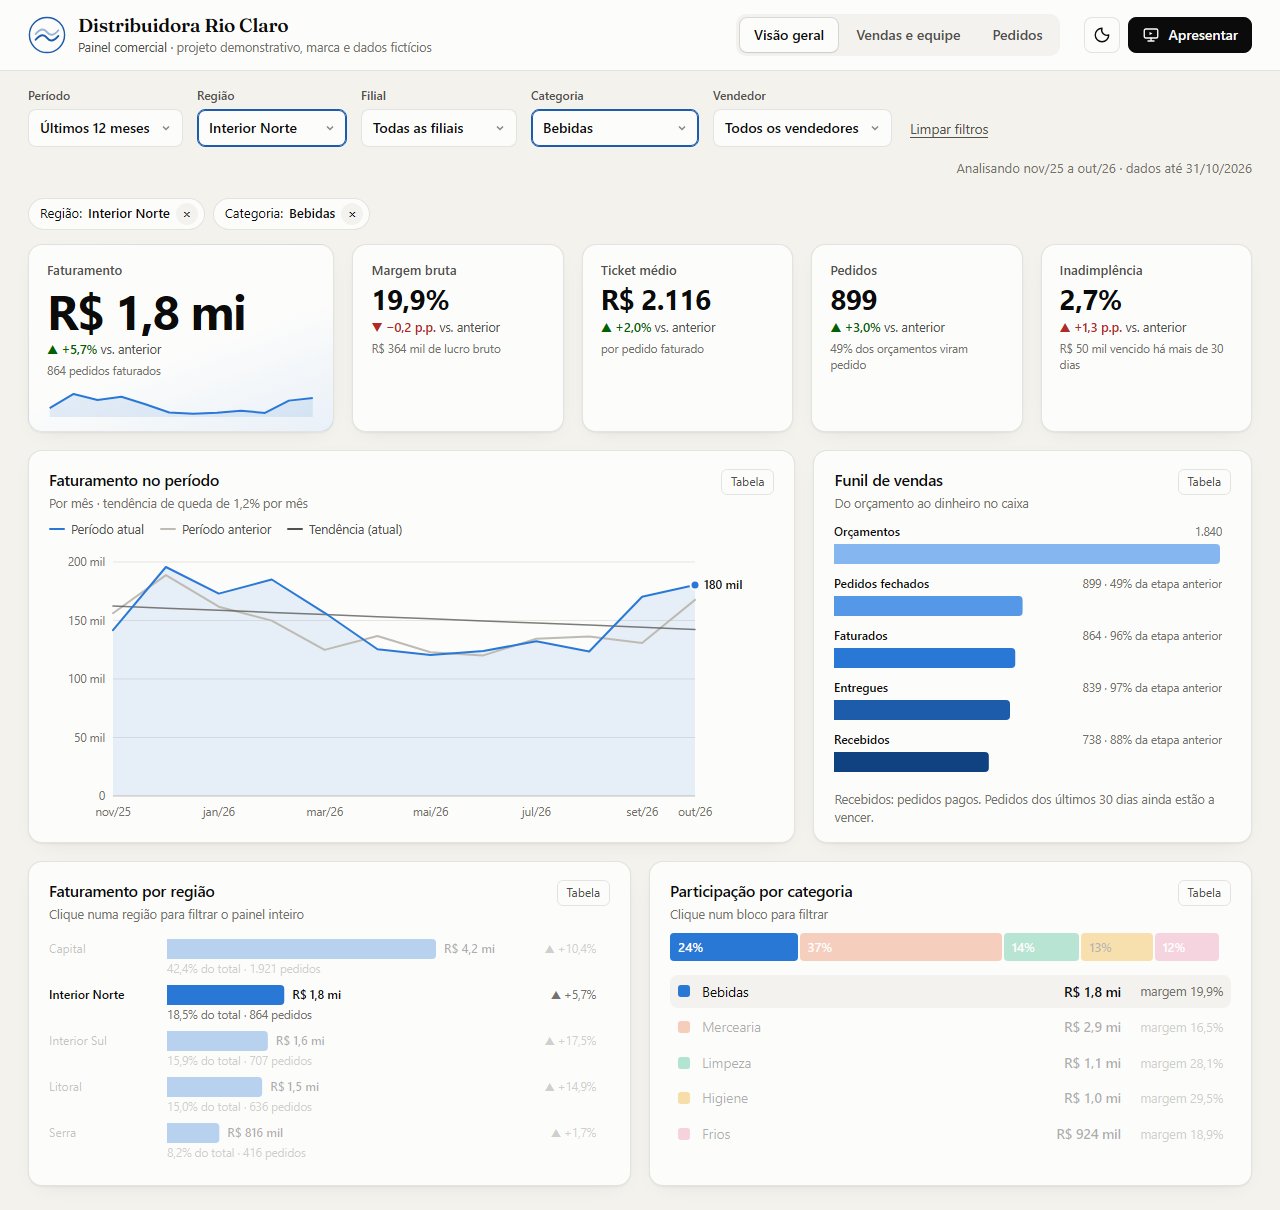 Distribuidora Rio Claro
Painel comercial · projeto demonstrativo, marca e dados fictícios
Visão geral
Vendas e equipe
Pedidos
Apresentar
Período
Região
Filial
Categoria
Vendedor
Últimos 12 meses
Interior Norte
Todas as filiais
Bebidas
Todos os vendedores
Limpar filtros
Analisando nov/25 a out/26 · dados até 31/10/2026
Região: Interior Norte ×
Categoria: Bebidas ×
Faturamento
R$ 1,8 mi
▲ +5,7% vs. anterior
864 pedidos faturados
Margem bruta
19,9%
▼ −0,2 p.p. vs. anterior
R$ 364 mil de lucro bruto
Ticket médio
R$ 2.116
▲ +2,0% vs. anterior
por pedido faturado
Pedidos
899
▲ +3,0% vs. anterior
49% dos orçamentos viram
pedido
Inadimplência
2,7%
▲ +1,3 p.p. vs. anterior
R$ 50 mil vencido há mais de 30
dias
Faturamento no período
Tabela
Por mês · tendência de queda de 1,2% por mês
Período atual
Período anterior
Tendência (atual)
200 mil
150 mil
100 mil
50 mil
0
180 mil
nov/25
jan/26
mar/26
mai/26
jul/26
set/26
out/26
Funil de vendas
Tabela
Do orçamento ao dinheiro no caixa
Orçamentos 1.840
Pedidos fechados 899 · 49% da etapa anterior
Faturados 864 · 96% da etapa anterior
Entregues 839 · 97% da etapa anterior
Recebidos 738 · 88% da etapa anterior
Recebidos: pedidos pagos. Pedidos dos últimos 30 dias ainda estão a
vencer.
Faturamento por região
Tabela
Clique numa região para filtrar o painel inteiro
Capital R$ 4,2 mi ▲ +10,4%
42,4% do total · 1.921 pedidos
Interior Norte R$ 1,8 mi ▲ +5,7%
18,5% do total · 864 pedidos
Interior Sul R$ 1,6 mi ▲ +17,5%
15,9% do total · 707 pedidos
Litoral R$ 1,5 mi ▲ +14,9%
15,0% do total · 636 pedidos
Serra R$ 816 mil ▲ +1,7%
8,2% do total · 416 pedidos
Participação por categoria
Tabela
Clique num bloco para filtrar
24% 37% 14% 13% 12%
Bebidas R$ 1,8 mi margem 19,9%
Mercearia R$ 2,9 mi margem 16,5%
Limpeza R$ 1,1 mi margem 28,1%
Higiene R$ 1,0 mi margem 29,5%
Frios R$ 924 mil margem 18,9%